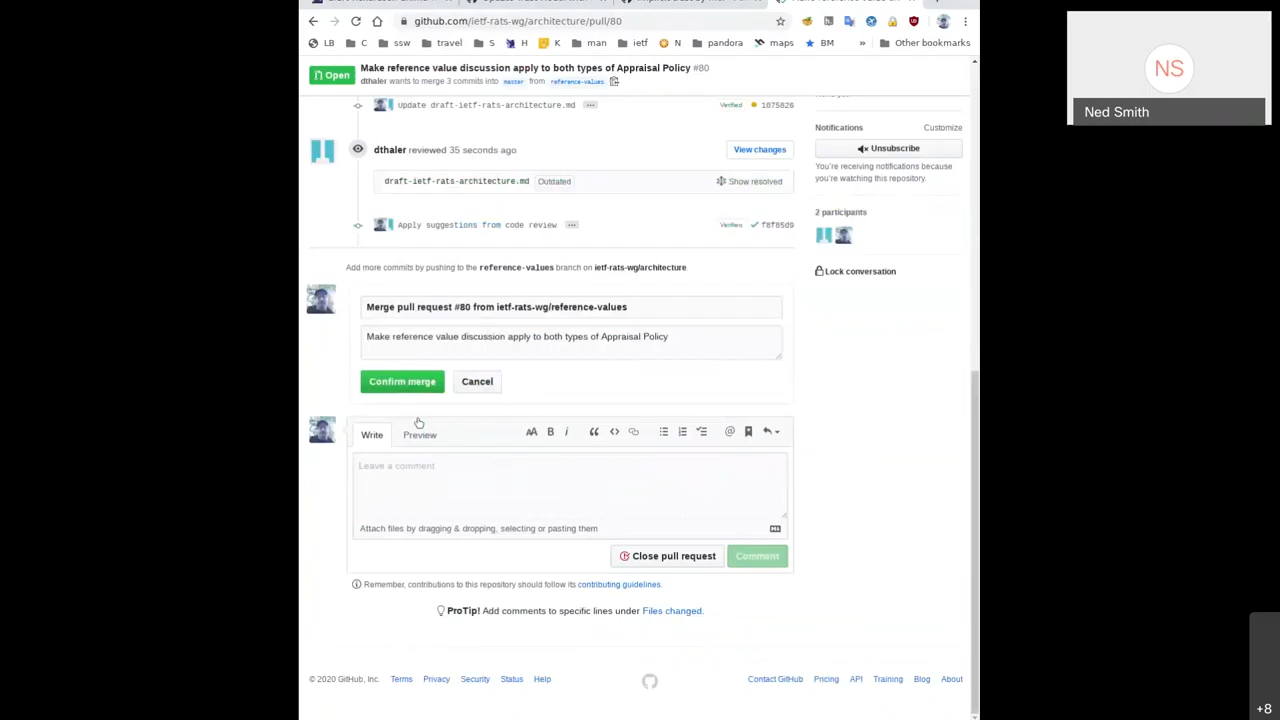 github.com/ietf-rats-wg/architecture/pull/80
LB C ssw travel S H K man ietf N pandora maps BM » Other bookmarks
Open
Make reference value discussion apply to both types of Appraisal Policy #80
dthaler wants to merge 3 commits into master from reference-values
Update draft-ietf-rats-architecture.md ... Verified 1075826
Notifications Customize
Unsubscribe
You're receiving notifications because
you're watching this repository.
dthaler reviewed 35 seconds ago View changes
draft-ietf-rats-architecture.md Outdated Show resolved
2 participants
Apply suggestions from code review ... Verified f8f85d9
Lock conversation
Add more commits by pushing to the reference-values branch on ietf-rats-wg/architecture.
Merge pull request #80 from ietf-rats-wg/reference-values
Make reference value discussion apply to both types of Appraisal Policy
Confirm merge Cancel
Write Preview
Leave a comment
Attach files by dragging & dropping, selecting or pasting them
Close pull request Comment
Remember, contributions to this repository should follow its contributing guidelines.
ProTip! Add comments to specific lines under Files changed.
© 2020 GitHub, Inc. Terms Privacy Security Status Help
Contact GitHub Pricing API Training Blog About
NS
Ned Smith
+8